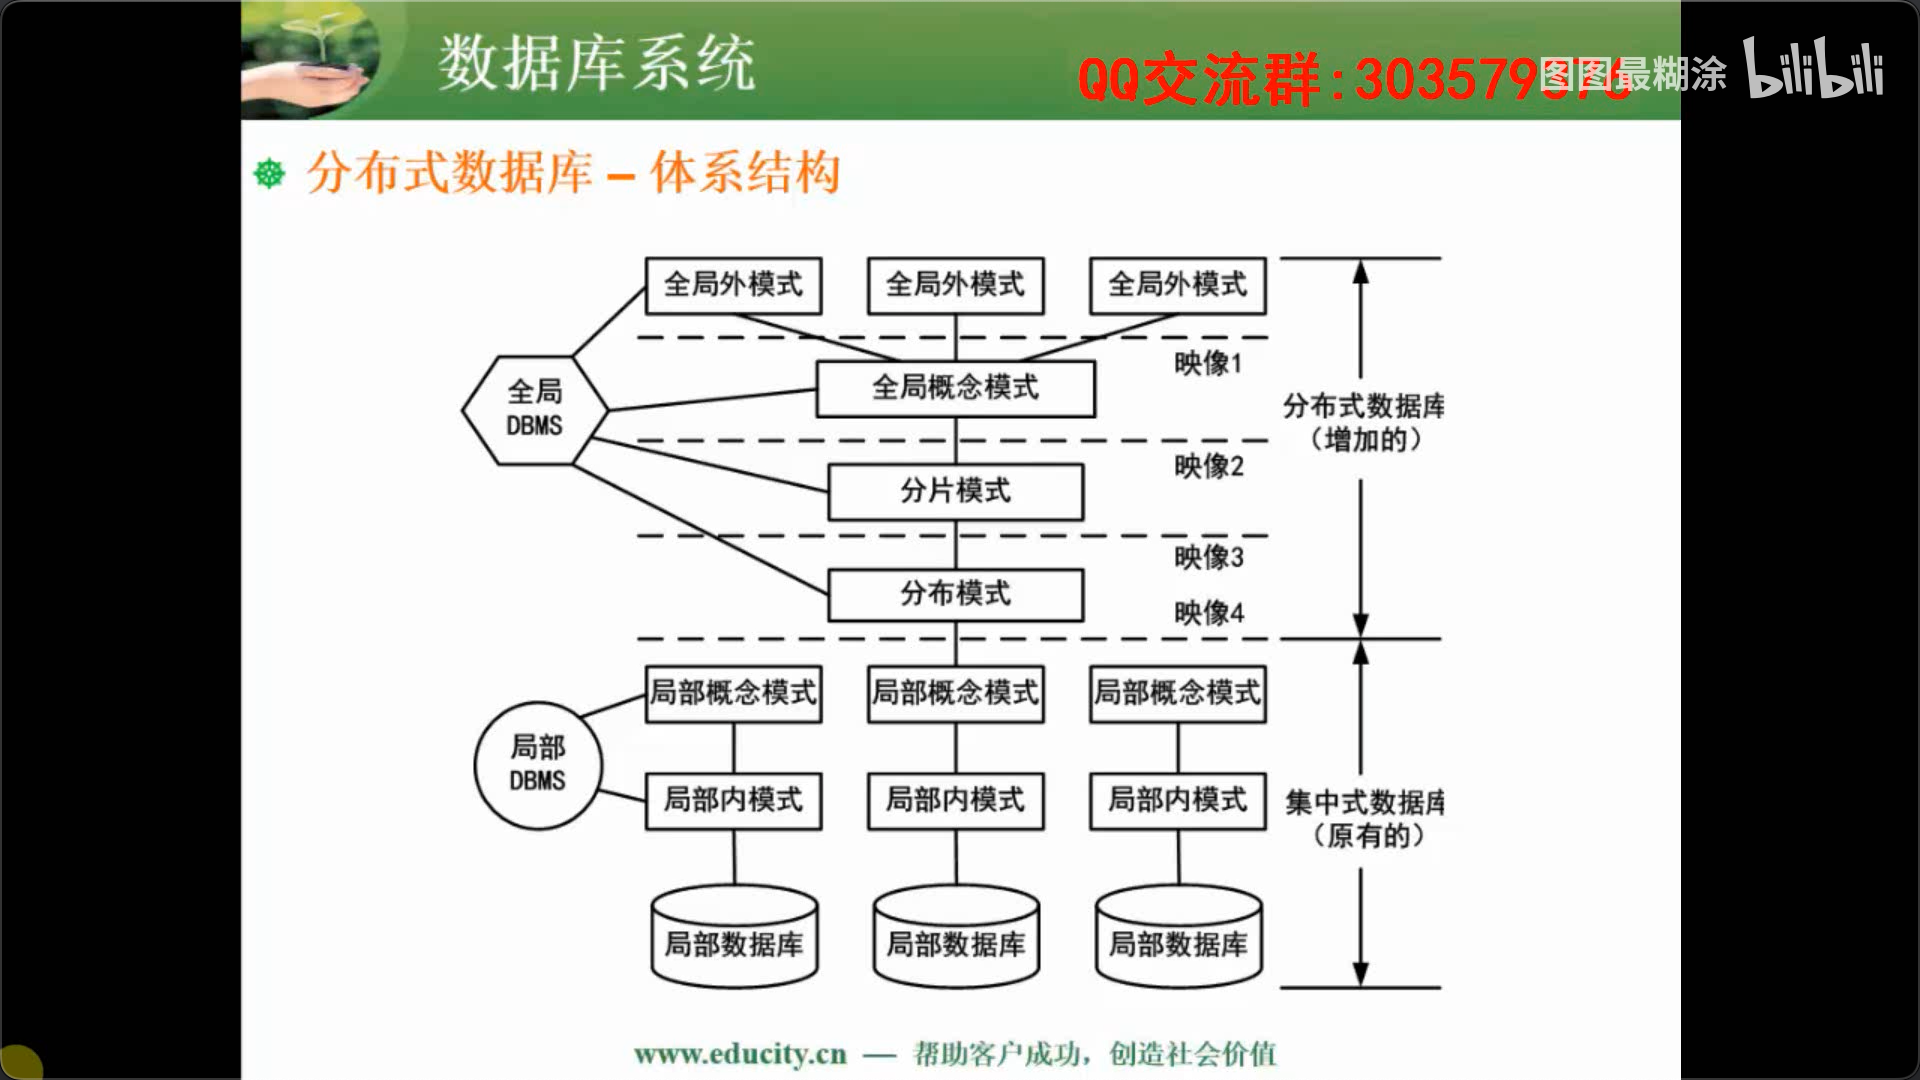 数据库系统
QQ交流群:303579
图图最糊涂 bilibili
分布式数据库 – 体系结构
全局外模式 全局外模式 全局外模式
映像1
全局概念模式
全局
DBMS
分布式数据库
（增加的）
映像2
分片模式
映像3
分布模式
映像4
局部概念模式 局部概念模式 局部概念模式
局部
DBMS
局部内模式 局部内模式 局部内模式
集中式数据库
（原有的）
局部数据库 局部数据库 局部数据库
www.educity.cn — 帮助客户成功，创造社会价值